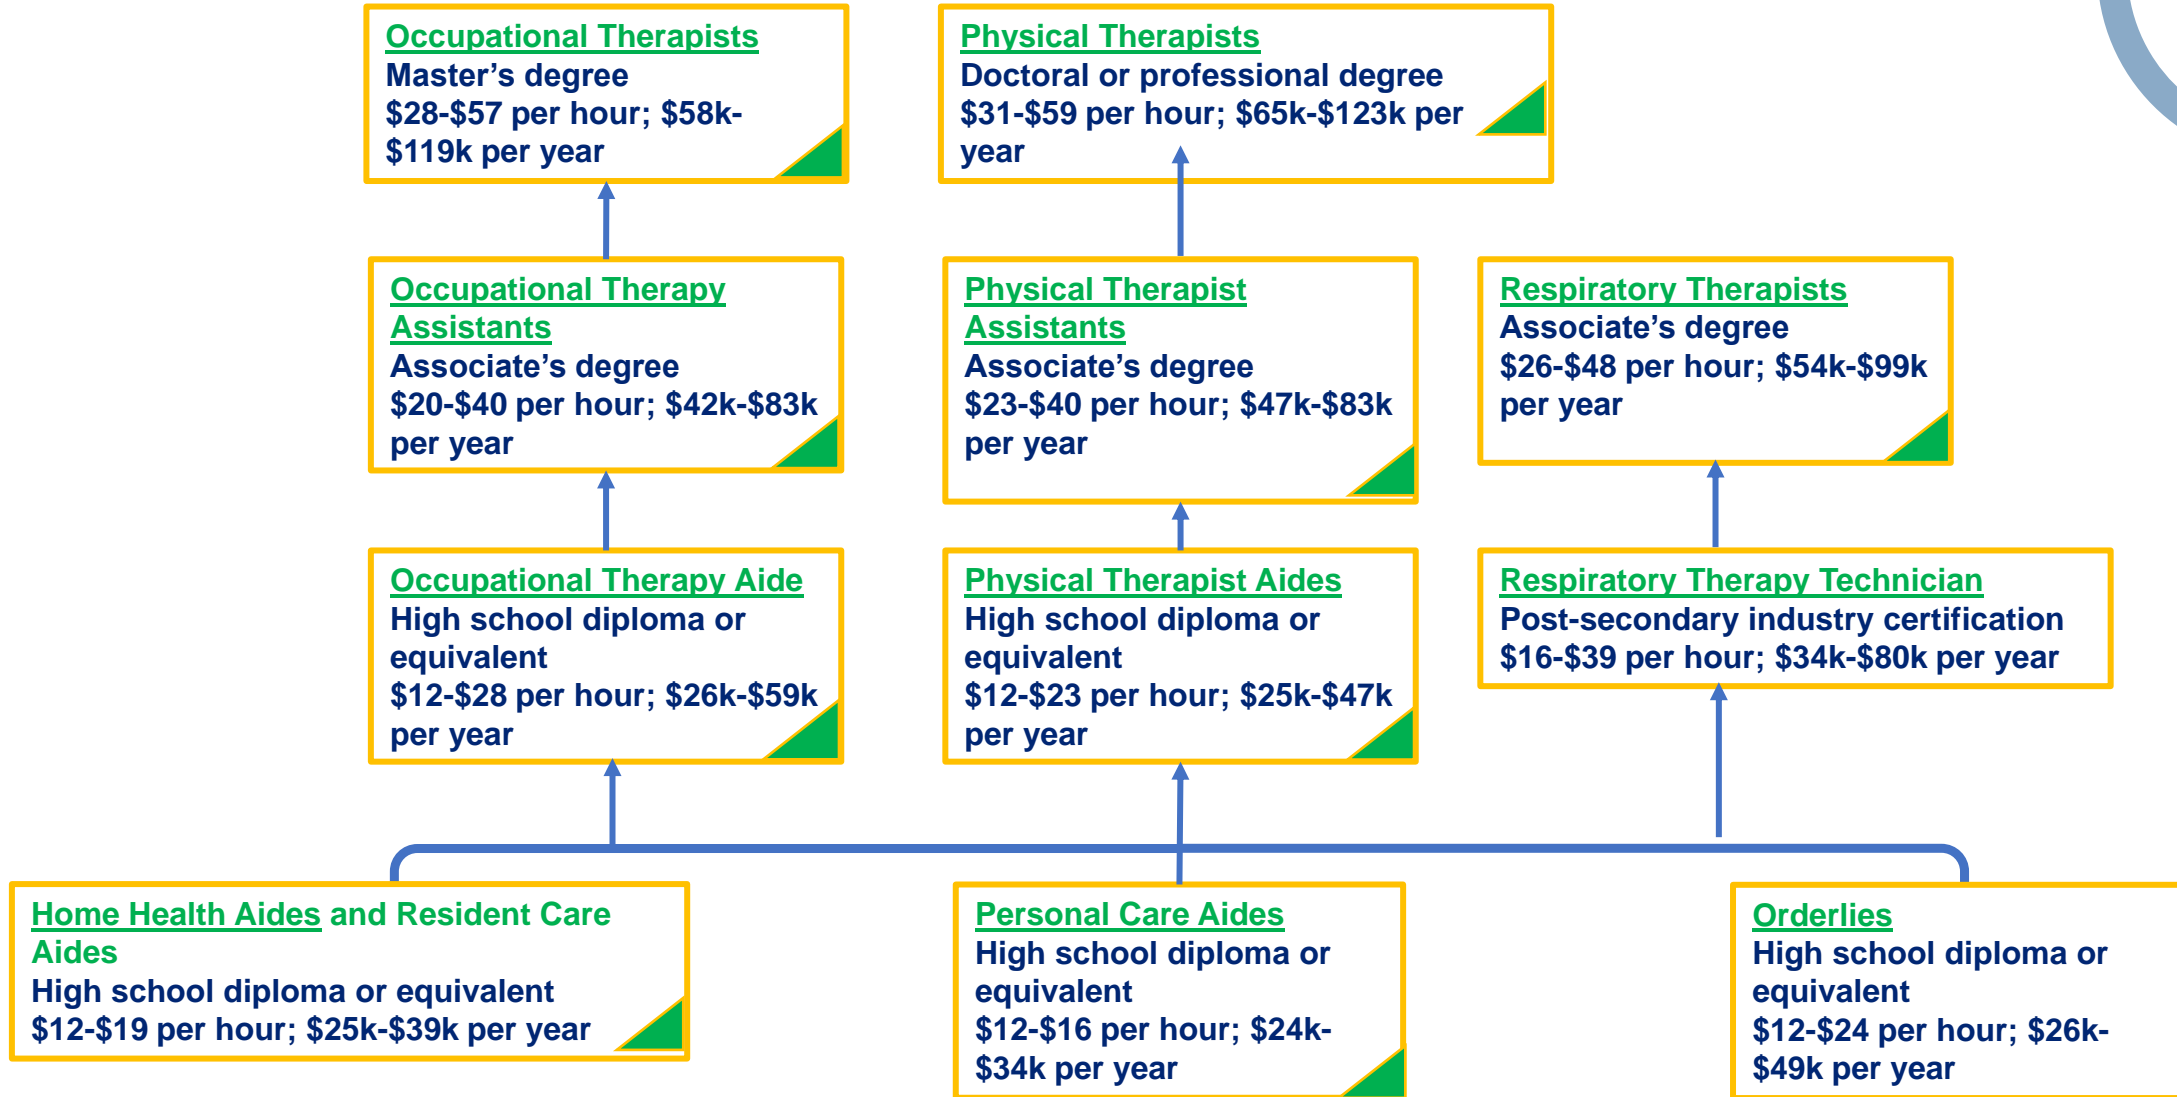 Occupational Therapists
Master’s degree
$28-$57 per hour; $58k-
$119k per year
Physical Therapists
Doctoral or professional degree
$31-$59 per hour; $65k-$123k per
year
Occupational Therapy
Assistants
Associate’s degree
$20-$40 per hour; $42k-$83k
per year
Physical Therapist
Assistants
Associate’s degree
$23-$40 per hour; $47k-$83k
per year
Respiratory Therapists
Associate’s degree
$26-$48 per hour; $54k-$99k
per year
Occupational Therapy Aide
High school diploma or
equivalent
$12-$28 per hour; $26k-$59k
per year
Physical Therapist Aides
High school diploma or
equivalent
$12-$23 per hour; $25k-$47k
per year
Respiratory Therapy Technician
Post-secondary industry certification
$16-$39 per hour; $34k-$80k per year
Home Health Aides and Resident Care
Aides
High school diploma or equivalent
$12-$19 per hour; $25k-$39k per year
Personal Care Aides
High school diploma or
equivalent
$12-$16 per hour; $24k-
$34k per year
Orderlies
High school diploma or
equivalent
$12-$24 per hour; $26k-
$49k per year